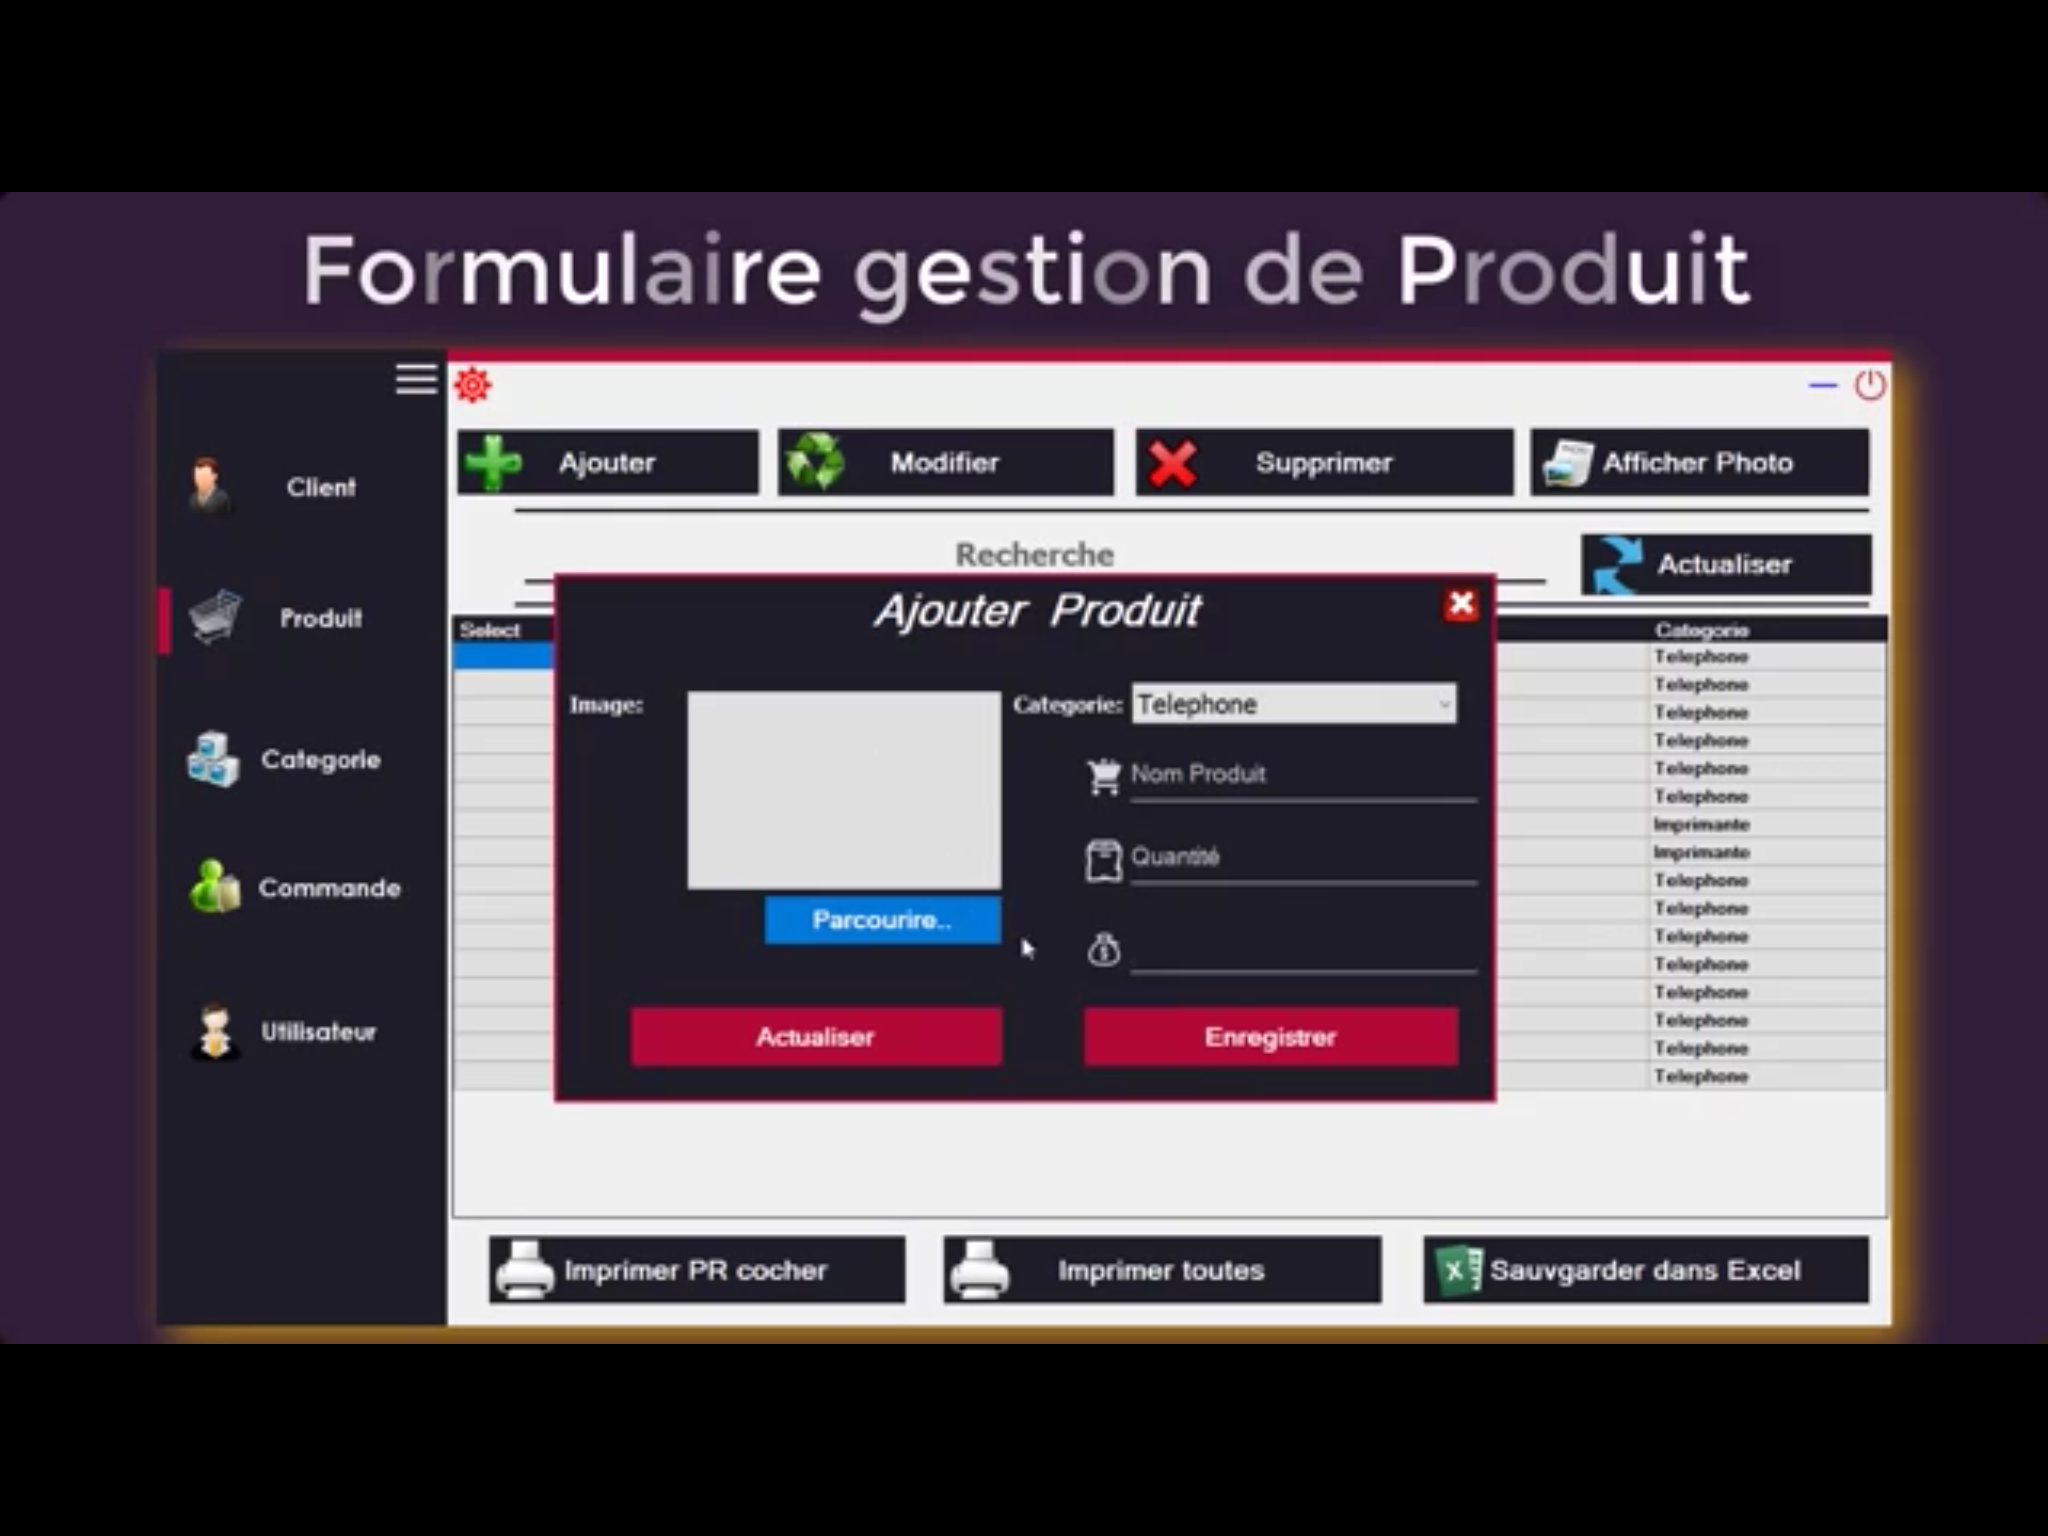 Formulaire gestion de Produit
Client
Produit
Categorie
Commande
Utilisateur
Ajouter
Modifier
Supprimer
Afficher Photo
Recherche
Actualiser
Select
Categorie
Telephone
Telephone
Telephone
Telephone
Telephone
Telephone
Imprimante
Imprimante
Telephone
Telephone
Telephone
Telephone
Telephone
Telephone
Telephone
Telephone
Ajouter Produit
Image:
Parcourire..
Categorie:
Telephone
Nom Produit
Quantité
Actualiser
Enregistrer
Imprimer PR cocher
Imprimer toutes
Sauvgarder dans Excel